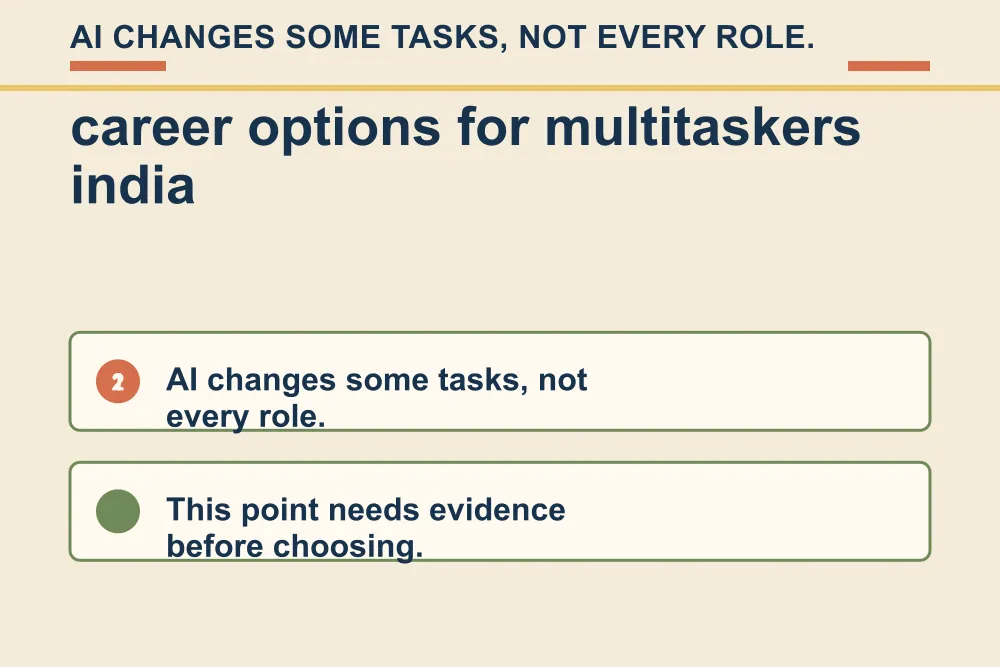 AI CHANGES SOME TASKS, NOT EVERY ROLE.
career options for multitaskers
india
2
AI changes some tasks, not
every role.
This point needs evidence
before choosing.